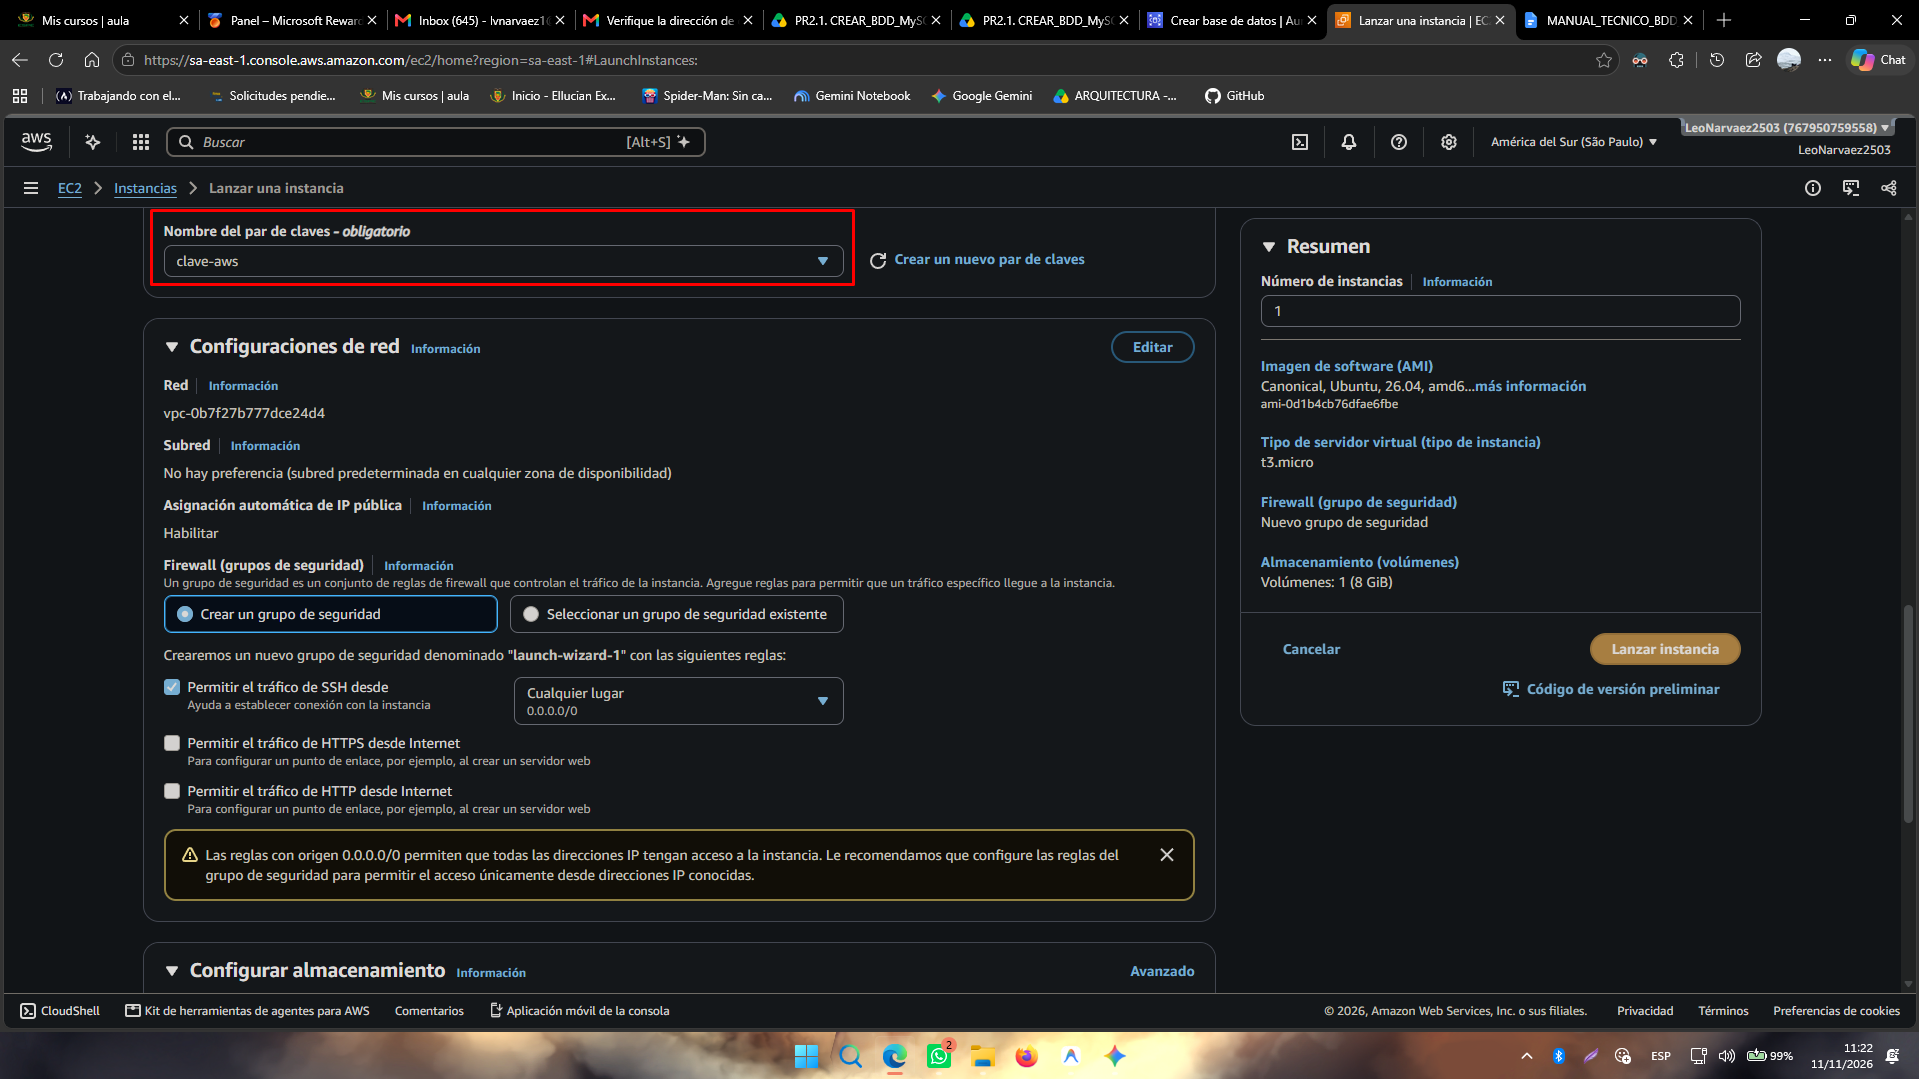 Mis cursos | aula
Panel – Microsoft Rewar
Inbox (645) - lvnarvaez1
Verifique la dirección de
PR2.1. CREAR_BDD_MyS
PR2.1. CREAR_BDD_MyS
Crear base de datos | Au
Lanzar una instancia | EC
MANUAL_TECNICO_BDD
https://sa-east-1.console.aws.amazon.com/ec2/home?region=sa-east-1#LaunchInstances:
Chat
Trabajando con el...
Solicitudes pendie...
Mis cursos | aula
Inicio - Ellucian Ex...
Spider-Man: Sin ca...
Gemini Notebook
Google Gemini
ARQUITECTURA -...
GitHub
aws
Buscar
[Alt+S]
América del Sur (São Paulo)
LeoNarvaez2503 (767950759558)
LeoNarvaez2503
EC2
Instancias
Lanzar una instancia
Nombre del par de claves - obligatorio
clave-aws
Crear un nuevo par de claves
Configuraciones de red
Información
Editar
Red
Información
vpc-0b7f27b777dce24d4
Subred
Información
No hay preferencia (subred predeterminada en cualquier zona de disponibilidad)
Asignación automática de IP pública
Información
Habilitar
Firewall (grupos de seguridad)
Información
Un grupo de seguridad es un conjunto de reglas de firewall que controlan el tráfico de la instancia. Agregue reglas para permitir que un tráfico específico llegue a la instancia.
Crear un grupo de seguridad
Seleccionar un grupo de seguridad existente
Crearemos un nuevo grupo de seguridad denominado "launch-wizard-1" con las siguientes reglas:
Permitir el tráfico de SSH desde
Ayuda a establecer conexión con la instancia
Cualquier lugar
0.0.0.0/0
Permitir el tráfico de HTTPS desde Internet
Para configurar un punto de enlace, por ejemplo, al crear un servidor web
Permitir el tráfico de HTTP desde Internet
Para configurar un punto de enlace, por ejemplo, al crear un servidor web
Las reglas con origen 0.0.0.0/0 permiten que todas las direcciones IP tengan acceso a la instancia. Le recomendamos que configure las reglas del
grupo de seguridad para permitir el acceso únicamente desde direcciones IP conocidas.
Configurar almacenamiento
Información
Avanzado
Resumen
Número de instancias
Información
1
Imagen de software (AMI)
Canonical, Ubuntu, 26.04, amd6...más información
ami-0d1b4cb76dfae6fbe
Tipo de servidor virtual (tipo de instancia)
t3.micro
Firewall (grupo de seguridad)
Nuevo grupo de seguridad
Almacenamiento (volúmenes)
Volúmenes: 1 (8 GiB)
Cancelar
Lanzar instancia
Código de versión preliminar
CloudShell
Kit de herramientas de agentes para AWS
Comentarios
Aplicación móvil de la consola
© 2026, Amazon Web Services, Inc. o sus filiales.
Privacidad
Términos
Preferencias de cookies
2
ESP
99%
11:22
11/11/2026